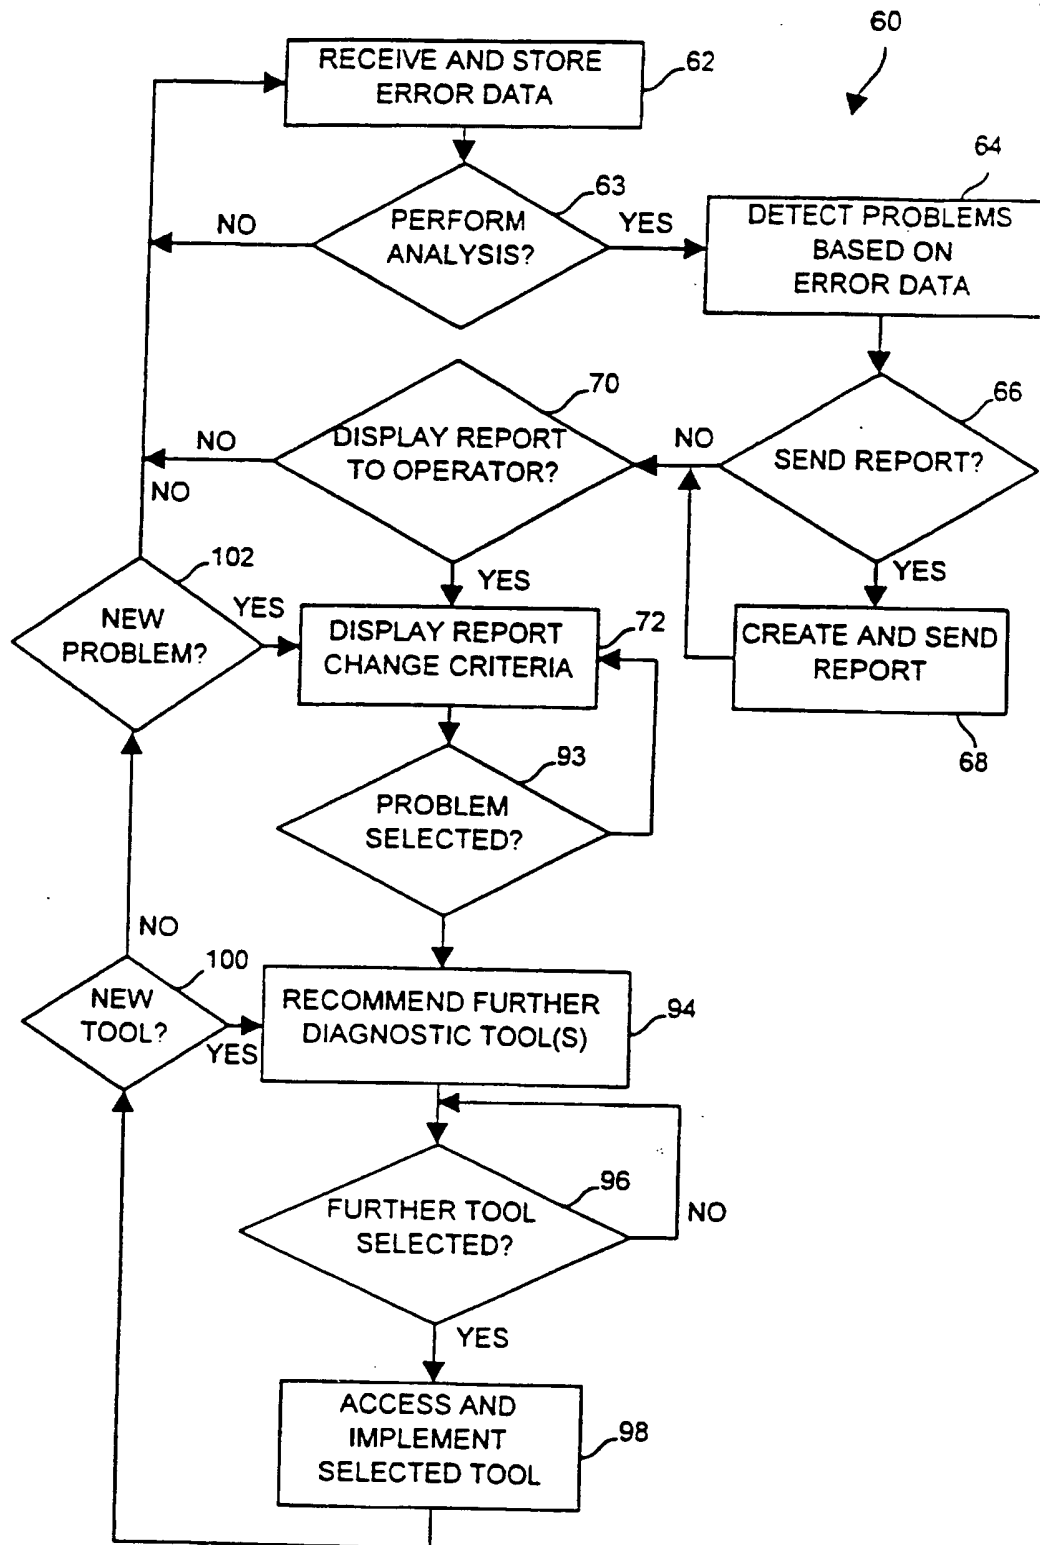 60
RECEIVE AND STORE
ERROR DATA
62
63
PERFORM
ANALYSIS?
NO
YES
64
DETECT PROBLEMS
BASED ON
ERROR DATA
66
SEND REPORT?
NO
YES
70
DISPLAY REPORT
TO OPERATOR?
NO
YES
NO
CREATE AND SEND
REPORT
68
102
NEW
PROBLEM?
YES
DISPLAY REPORT
CHANGE CRITERIA
72
93
PROBLEM
SELECTED?
NO
100
NEW
TOOL?
YES
RECOMMEND FURTHER
DIAGNOSTIC TOOL(S)
94
96
FURTHER TOOL
SELECTED?
NO
YES
ACCESS AND
IMPLEMENT
SELECTED TOOL
98